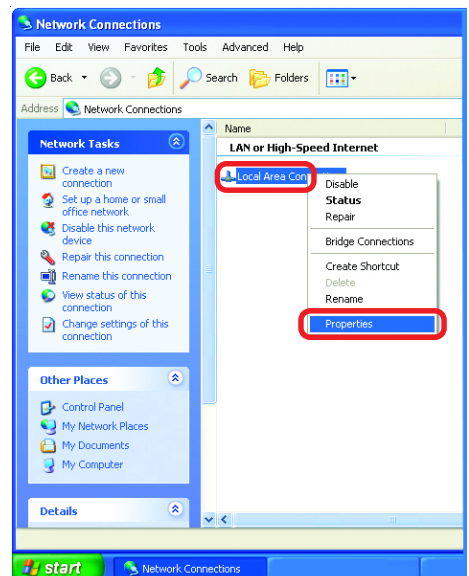 Network Connections
File Edit View Favorites Tools Advanced Help
Back Search Folders
Address Network Connections
Network Tasks
Create a new
connection
Set up a home or small
office network
Disable this network
device
Repair this connection
Rename this connection
View status of this
connection
Change settings of this
connection
Other Places
Control Panel
My Network Places
My Documents
My Computer
Details
Name
LAN or High-Speed Internet
Local Area Con
Disable
Status
Repair
Bridge Connections
Create Shortcut
Delete
Rename
Properties
start Network Connections